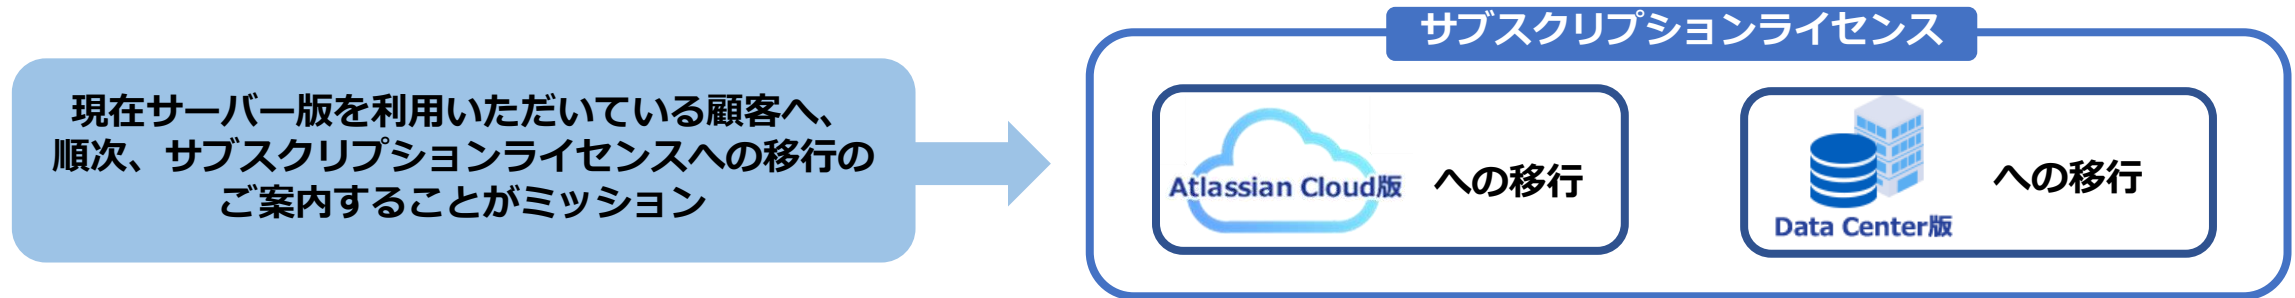 現在サーバー版を利用いただいている顧客へ、
順次、サブスクリプションライセンスへの移行の
ご案内することがミッション
サブスクリプションライセンス
Atlassian Cloud版
への移行
Data Center版
への移行